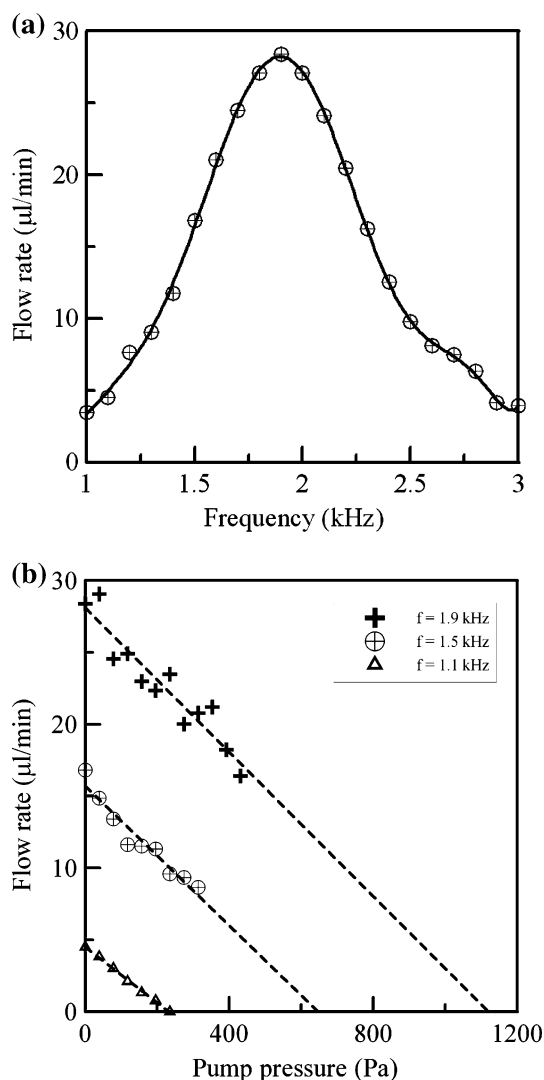 (a)
30
20
10
0
Flow rate (μl/min)
1 1.5 2 2.5 3
Frequency (kHz)
(b)
30
20
10
0
Flow rate (μl/min)
f = 1.9 kHz
f = 1.5 kHz
f = 1.1 kHz
0 400 800 1200
Pump pressure (Pa)